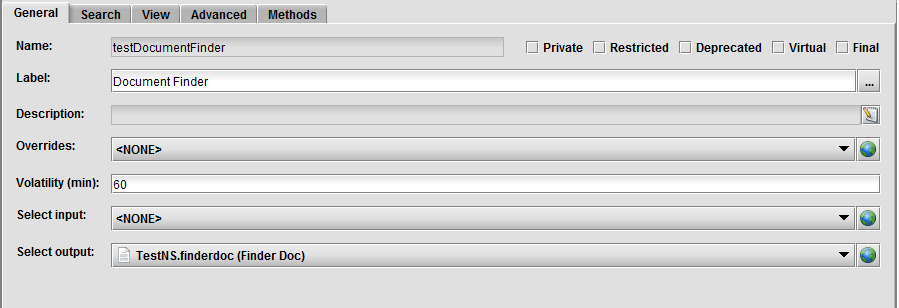 General Search View Advanced Methods
Name: testDocumentFinder Private Restricted Deprecated Virtual Final
Label: Document Finder ...
Description:
Overrides: <NONE>
Volatility (min): 60
Select input: <NONE>
Select output: TestNS.finderdoc (Finder Doc)